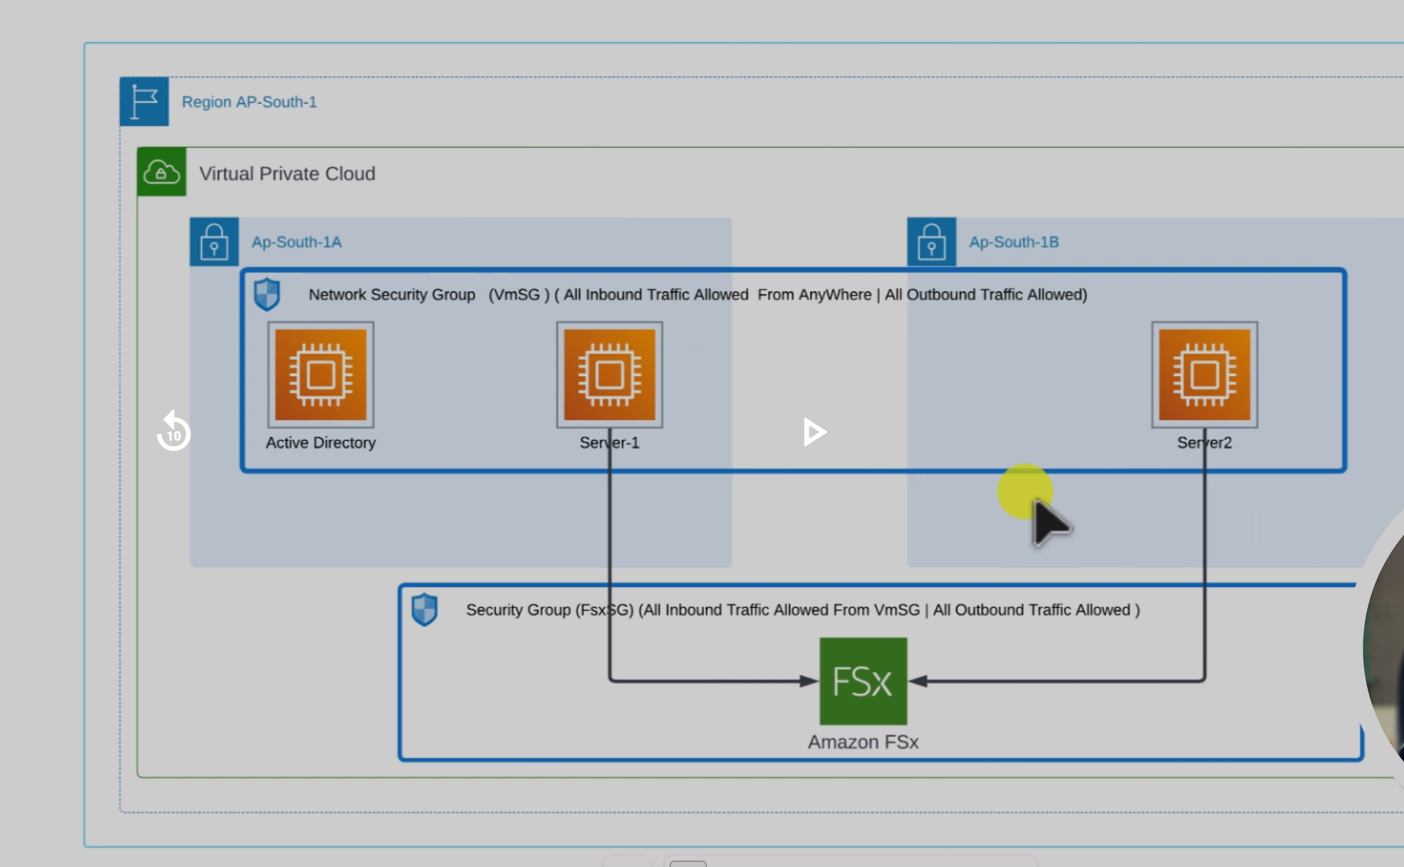 Region AP-South-1
Virtual Private Cloud
Ap-South-1A
Ap-South-1B
Network Security Group (VmSG ) ( All Inbound Traffic Allowed From AnyWhere | All Outbound Traffic Allowed)
10
Active Directory
Server-1
Server2
Security Group (FsxSG) (All Inbound Traffic Allowed From VmSG | All Outbound Traffic Allowed )
FSx
Amazon FSx